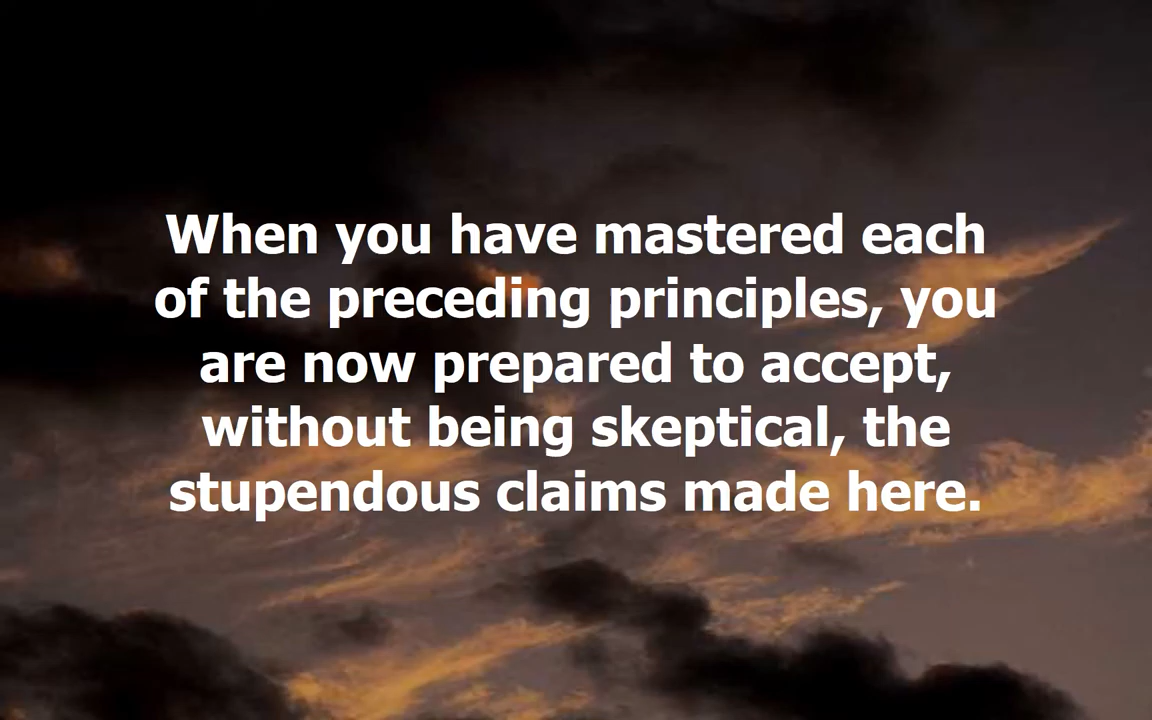 When you have mastered each
of the preceding principles, you
are now prepared to accept,
without being skeptical, the
stupendous claims made here.